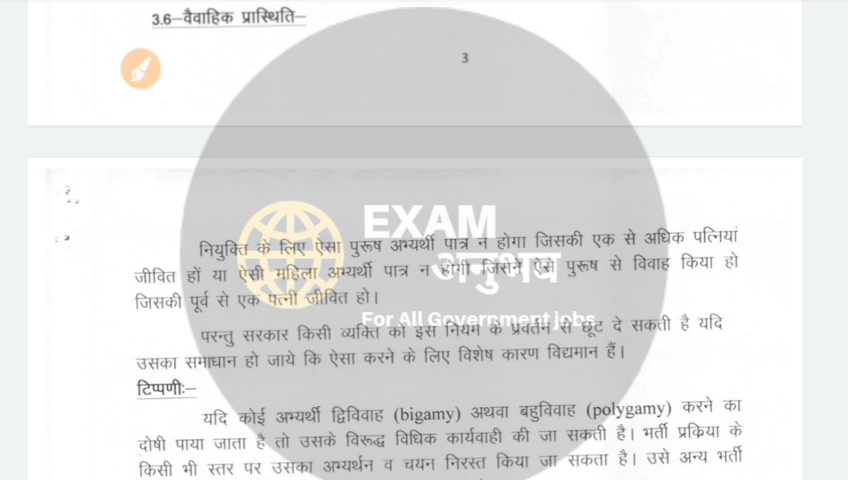 3.6–वैवाहिक प्रास्थिति–
3
EXAM
अनुभव
For All Government jobs
नियुक्ति के लिए ऐसा पुरूष अभ्यर्थी पात्र न होगा जिसकी एक से अधिक पत्नियां
जीवित हों या ऐसी महिला अभ्यर्थी पात्र न होगी जिसने ऐसे पुरूष से विवाह किया हो
जिसकी पूर्व से एक पत्नी जीवित हो।
परन्तु सरकार किसी व्यक्ति को इस नियम के प्रवर्तन से छूट दे सकती है यदि
उसका समाधान हो जाये कि ऐसा करने के लिए विशेष कारण विद्यमान हैं।
टिप्पणीः–
यदि कोई अभ्यर्थी द्विविवाह (bigamy) अथवा बहुविवाह (polygamy) करने का
दोषी पाया जाता है तो उसके विरूद्ध विधिक कार्यवाही की जा सकती है। भर्ती प्रकिया के
किसी भी स्तर पर उसका अभ्यर्थन व चयन निरस्त किया जा सकता है। उसे अन्य भर्ती